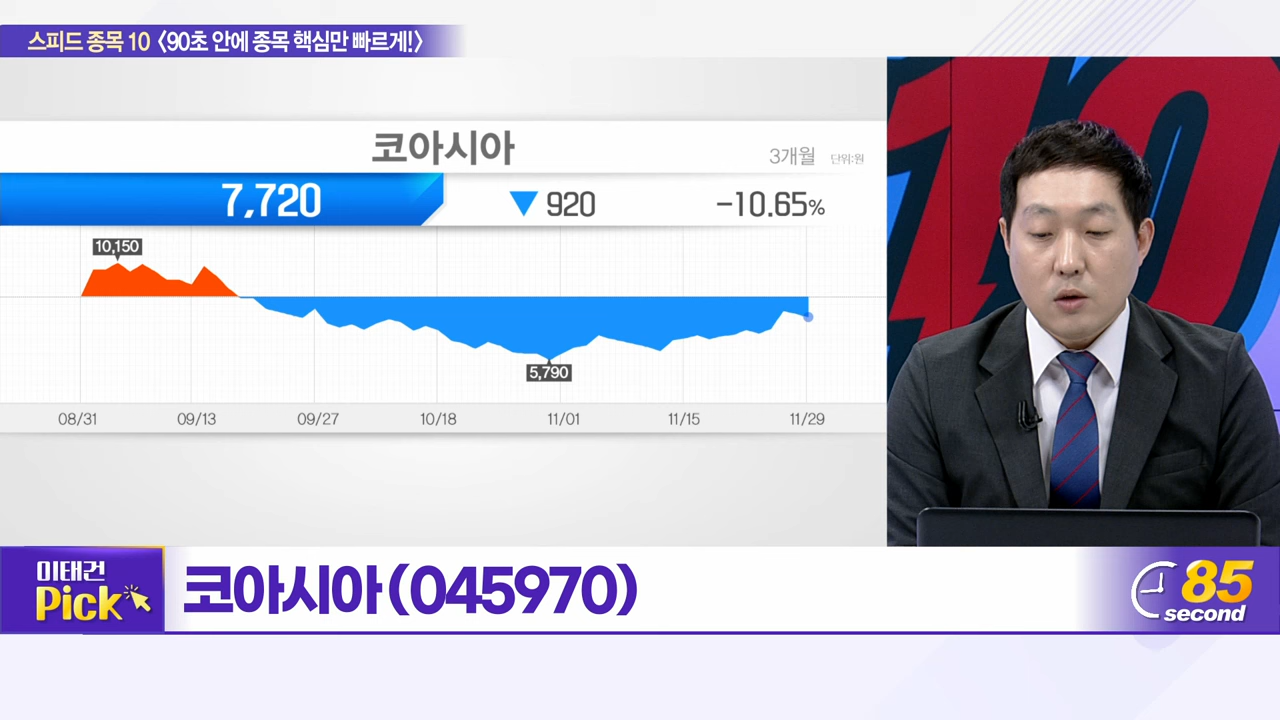 스피드 종목 10 〈90초 안에 종목 핵심만 빠르게!〉
코아시아
3개월 단위:원
7,720 ▼ 920 -10.65%
10,150
5,790
08/31 09/13 09/27 10/18 11/01 11/15 11/29
10
이태건
Pick
코아시아(045970)
85
second